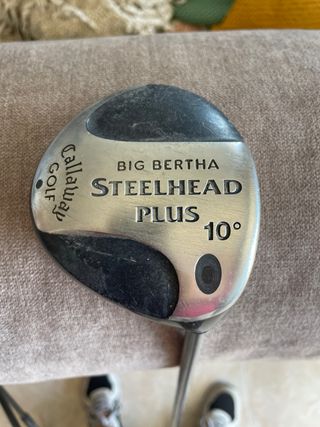 Callaway
GOLF
BIG BERTHA
STEELHEAD
PLUS
10°